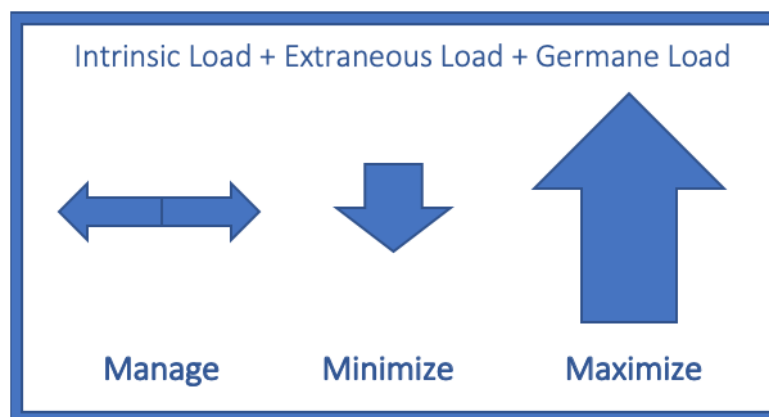 Intrinsic Load + Extraneous Load + Germane Load
Manage Minimize Maximize